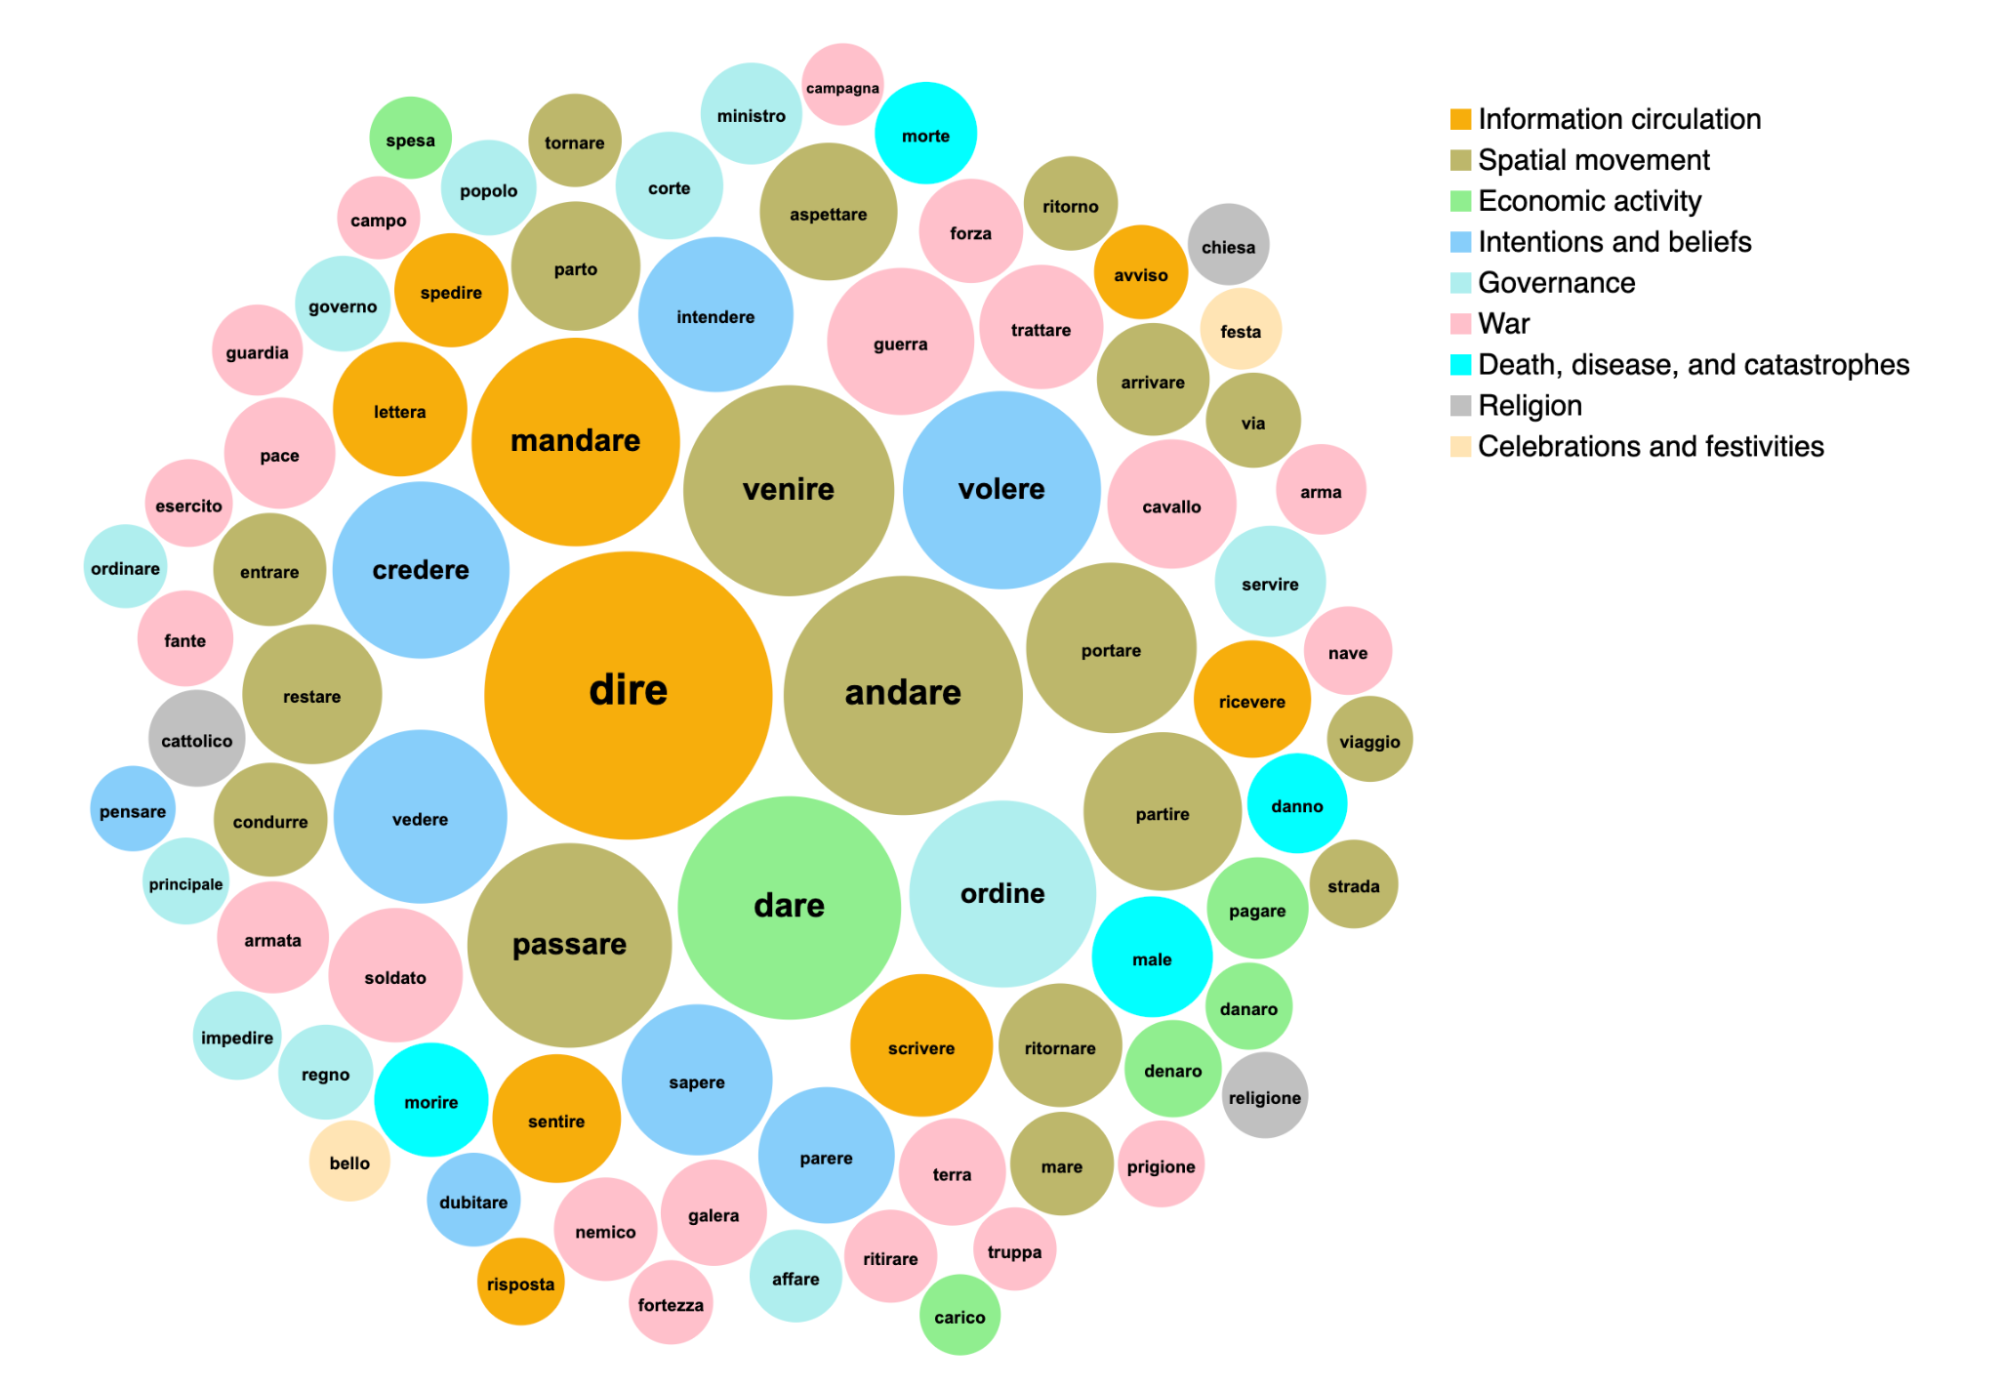 campagna
ministro
morte
spesa
tornare
popolo
corte
aspettare
ritorno
campo
forza
chiesa
parto
avviso
spedire
governo
intendere
trattare
festa
guerra
guardia
arrivare
lettera
via
mandare
pace
venire
volere
arma
esercito
cavallo
ordinare
entrare
credere
servire
fante
portare
nave
restare
dire
andare
ricevere
cattolico
viaggio
pensare
condurre
vedere
partire
danno
principale
dare
ordine
strada
pagare
armata
passare
male
soldato
danaro
impedire
scrivere
ritornare
regno
sapere
denaro
religione
morire
sentire
bello
parere
terra
mare
prigione
dubitare
nemico
galera
truppa
ritirare
risposta
affare
fortezza
carico
Information circulation
Spatial movement
Economic activity
Intentions and beliefs
Governance
War
Death, disease, and catastrophes
Religion
Celebrations and festivities